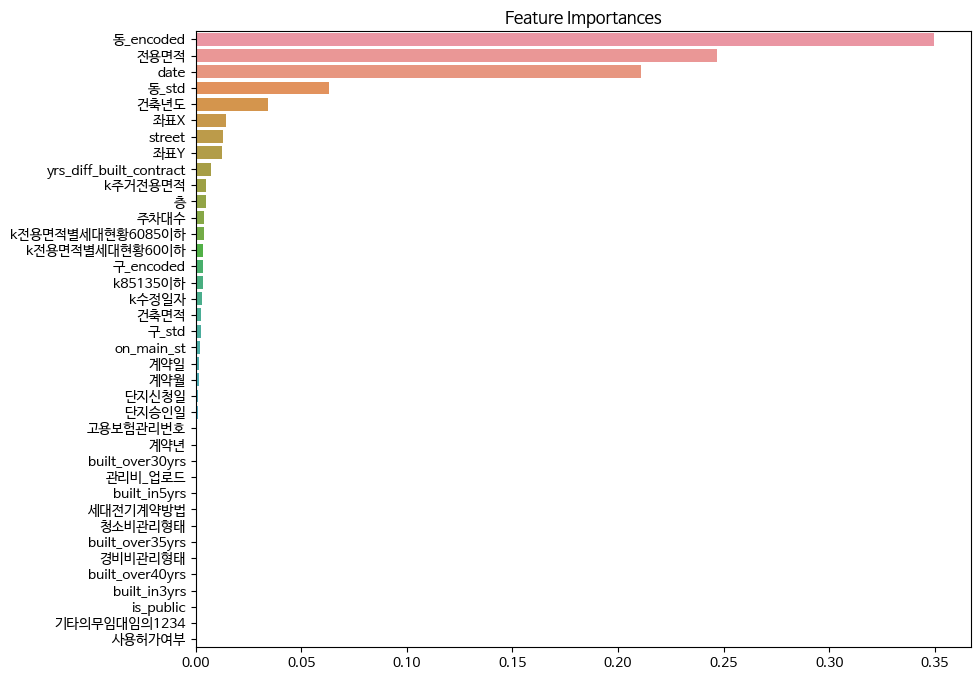 Feature Importances
동_encoded
전용면적
date
동_std
건축년도
좌표X
street
좌표Y
yrs_diff_built_contract
k주거전용면적
층
주차대수
k전용면적별세대현황6085이하
k전용면적별세대현황60이하
구_encoded
k85135이하
k수정일자
건축면적
구_std
on_main_st
계약일
계약월
단지신청일
단지승인일
고용보험관리번호
계약년
built_over30yrs
관리비_업로드
built_in5yrs
세대전기계약방법
청소비관리형태
built_over35yrs
경비비관리형태
built_over40yrs
built_in3yrs
is_public
기타의무임대임의1234
사용허가여부
0.00 0.05 0.10 0.15 0.20 0.25 0.30 0.35